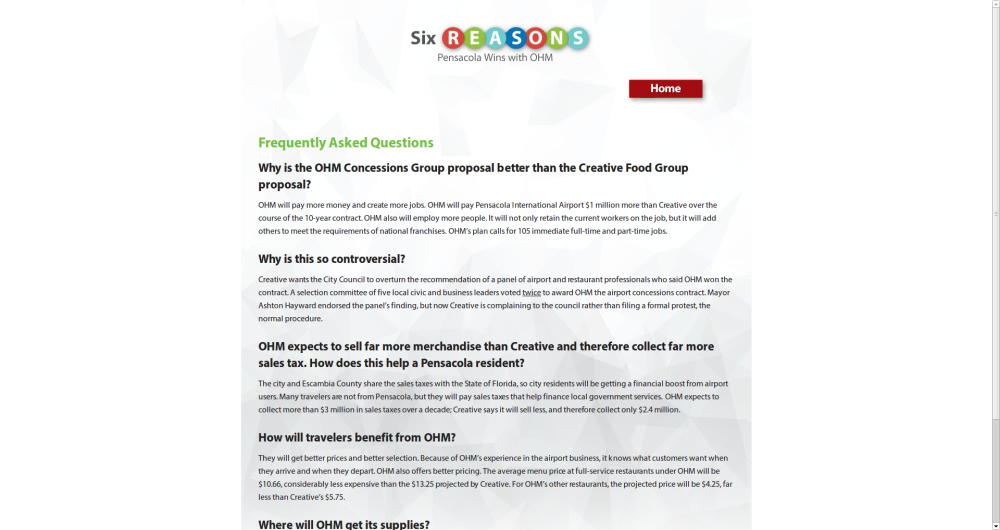 Six REASONS
Pensacola Wins with OHM
Home
Frequently Asked Questions
Why is the OHM Concessions Group proposal better than the Creative Food Group
proposal?
OHM will pay more money and create more jobs. OHM will pay Pensacola International Airport $1 million more than Creative over the
course of the 10-year contract. OHM also will employ more people. It will not only retain the current workers on the job, but it will add
others to meet the requirements of national franchises. OHM's plan calls for 105 immediate full-time and part-time jobs.
Why is this so controversial?
Creative wants the City Council to overturn the recommendation of a panel of airport and restaurant professionals who said OHM won the
contract. A selection committee of five local civic and business leaders voted twice to award OHM the airport concessions contract. Mayor
Ashton Hayward endorsed the panel's finding, but now Creative is complaining to the council rather than filing a formal protest, the
normal procedure.
OHM expects to sell far more merchandise than Creative and therefore collect far more
sales tax. How does this help a Pensacola resident?
The city and Escambia County share the sales taxes with the State of Florida, so city residents will be getting a financial boost from airport
users. Many travelers are not from Pensacola, but they will pay sales taxes that help finance local government services. OHM expects to
collect more than $3 million in sales taxes over a decade; Creative says it will sell less, and therefore collect only $2.4 million.
How will travelers benefit from OHM?
They will get better prices and better selection. Because of OHM's experience in the airport business, it knows what customers want when
they arrive and when they depart. OHM also offers better pricing. The average menu price at full-service restaurants under OHM will be
$10.66, considerably less expensive than the $13.25 projected by Creative. For OHM's other restaurants, the projected price will be $4.25, far
less than Creative's $5.75.
Where will OHM get its supplies?